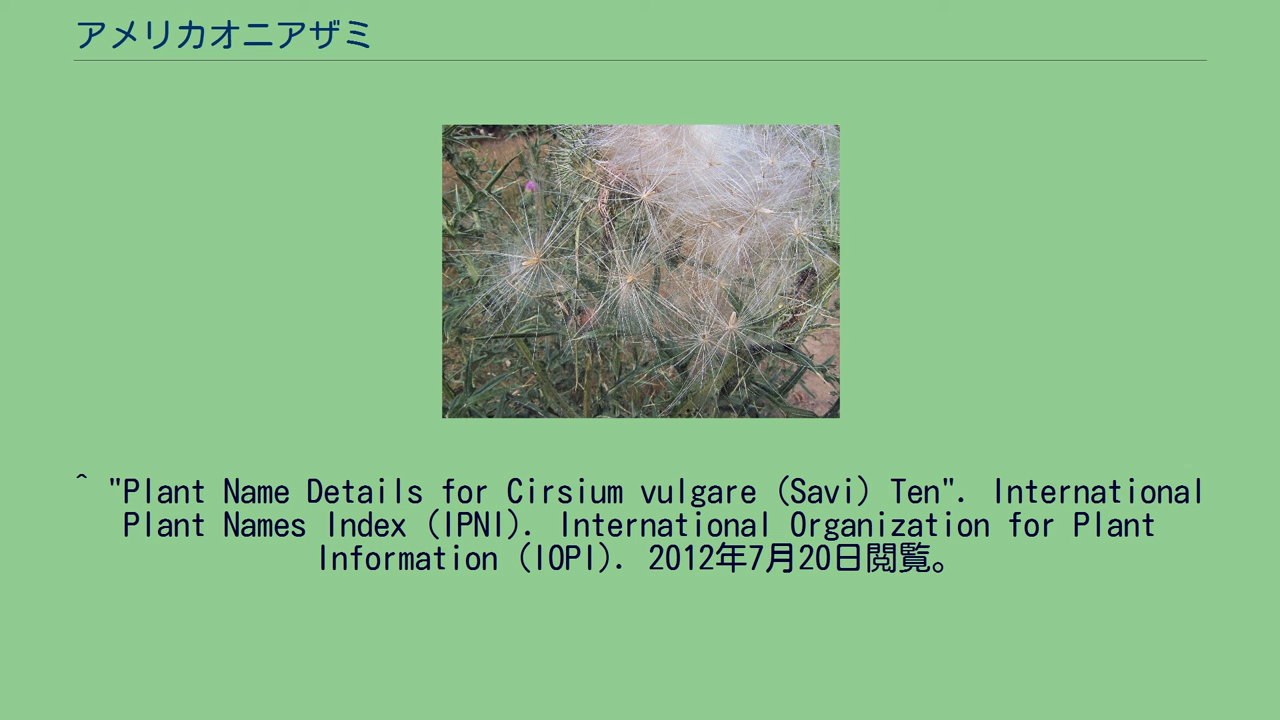 アメリカオニアザミ
^ "Plant Name Details for Cirsium vulgare (Savi) Ten". International
Plant Names Index (IPNI). International Organization for Plant
Information (IOPI). 2012年7月20日閲覧。